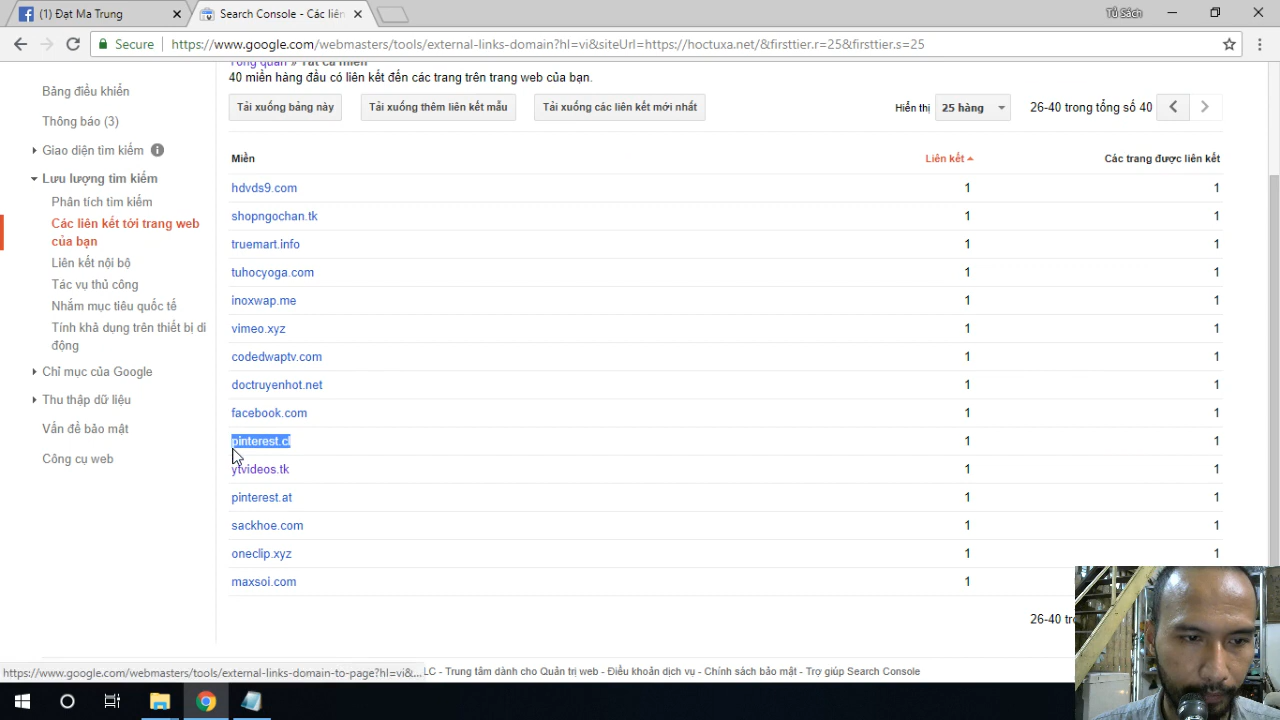 (1) Đạt Ma Trung
Search Console - Các liên
Tủ Sách
Secure
https://www.google.com/webmasters/tools/external-links-domain?hl=vi&siteUrl=https://hoctuxa.net/&firsttier.r=25&firsttier.s=25
Tổng quan » Tất cả miền
40 miền hàng đầu có liên kết đến các trang trên trang web của bạn.
Bảng điều khiển
Thông báo (3)
Giao diện tìm kiếm
Lưu lượng tìm kiếm
Phân tích tìm kiếm
Các liên kết tới trang web
của bạn
Liên kết nội bộ
Tác vụ thủ công
Nhắm mục tiêu quốc tế
Tính khả dụng trên thiết bị di
động
Chỉ mục của Google
Thu thập dữ liệu
Vấn đề bảo mật
Công cụ web
Tải xuống bảng này
Tải xuống thêm liên kết mẫu
Tải xuống các liên kết mới nhất
Hiển thị
25 hàng
26-40 trong tổng số 40
Miền Liên kết Các trang được liên kết
hdvds9.com 1 1
shopngochan.tk 1 1
truemart.info 1 1
tuhocyoga.com 1 1
inoxwap.me 1 1
vimeo.xyz 1 1
codedwaptv.com 1 1
doctruyenhot.net 1 1
facebook.com 1 1
pinterest.cl 1 1
ytvideos.tk 1 1
pinterest.at 1 1
sackhoe.com 1 1
oneclip.xyz 1 1
maxsoi.com 1
26-40
https://www.google.com/webmasters/tools/external-links-domain-to-page?hl=vi&...
LC - Trung tâm dành cho Quản trị web - Điều khoản dịch vụ - Chính sách bảo mật - Trợ giúp Search Console